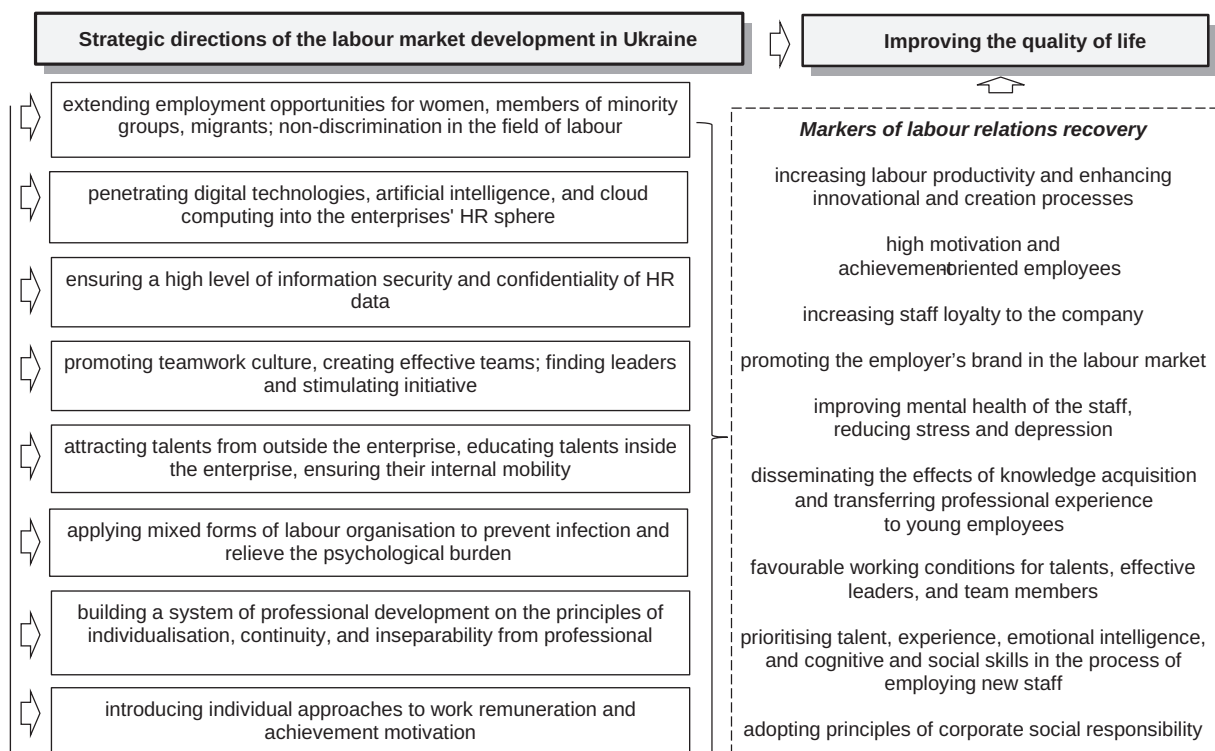 Strategic directions of the labour market development in Ukraine
Improving the quality of life
extending employment opportunities for women, members of minority
groups, migrants; non-discrimination in the field of labour
penetrating digital technologies, artificial intelligence, and cloud
computing into the enterprises' HR sphere
ensuring a high level of information security and confidentiality of HR
data
promoting teamwork culture, creating effective teams; finding leaders
and stimulating initiative
attracting talents from outside the enterprise, educating talents inside
the enterprise, ensuring their internal mobility
applying mixed forms of labour organisation to prevent infection and
relieve the psychological burden
building a system of professional development on the principles of
individualisation, continuity, and inseparability from professional
introducing individual approaches to work remuneration and
achievement motivation
Markers of labour relations recovery
increasing labour productivity and enhancing
innovational and creation processes
high motivation and
achievement-oriented employees
increasing staff loyalty to the company
promoting the employer’s brand in the labour market
improving mental health of the staff,
reducing stress and depression
disseminating the effects of knowledge acquisition
and transferring professional experience
to young employees
favourable working conditions for talents, effective
leaders, and team members
prioritising talent, experience, emotional intelligence,
and cognitive and social skills in the process of
employing new staff
adopting principles of corporate social responsibility